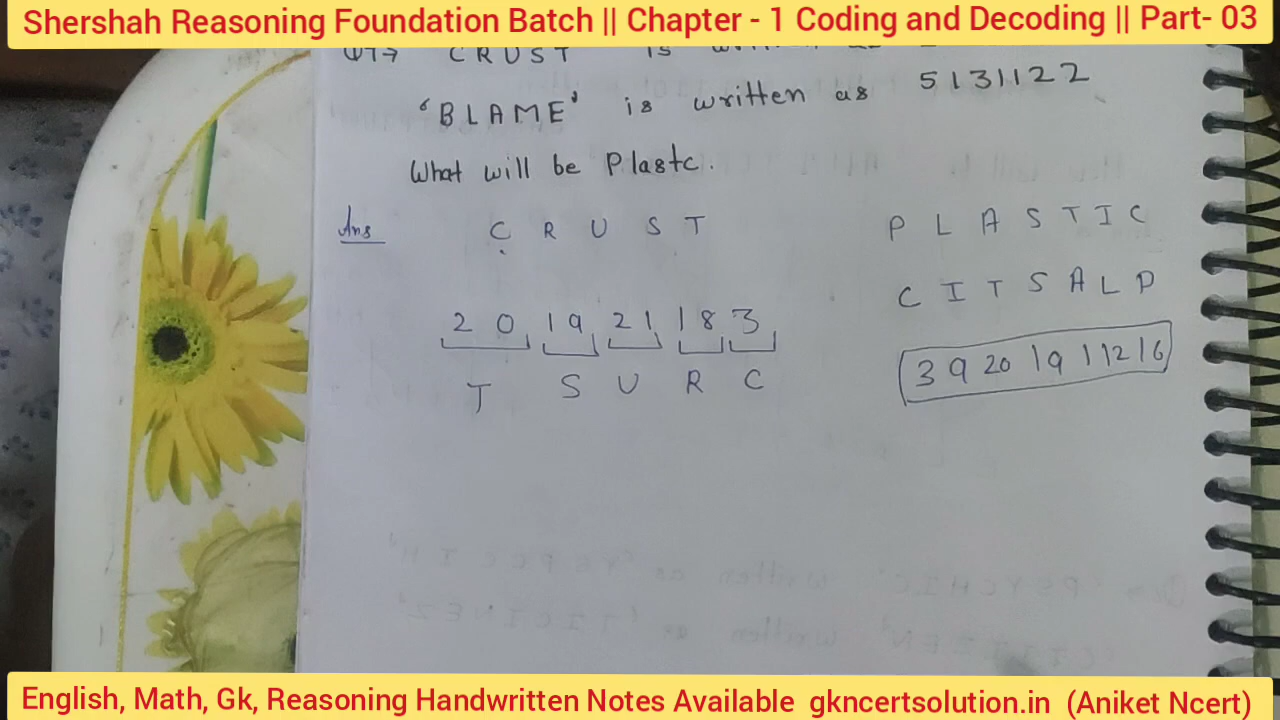 Shershah Reasoning Foundation Batch || Chapter - 1 Coding and Decoding || Part- 03
CRUST is
'BLAME' is written as 5131122
What will be Plastc.
Ans C R U S T
20 19 21 18 3
T S U R C
P L A S T I C
C I T S A L P
3 9 20 19 1 12 16
English, Math, Gk, Reasoning Handwritten Notes Available gkncertsolution.in (Aniket Ncert)